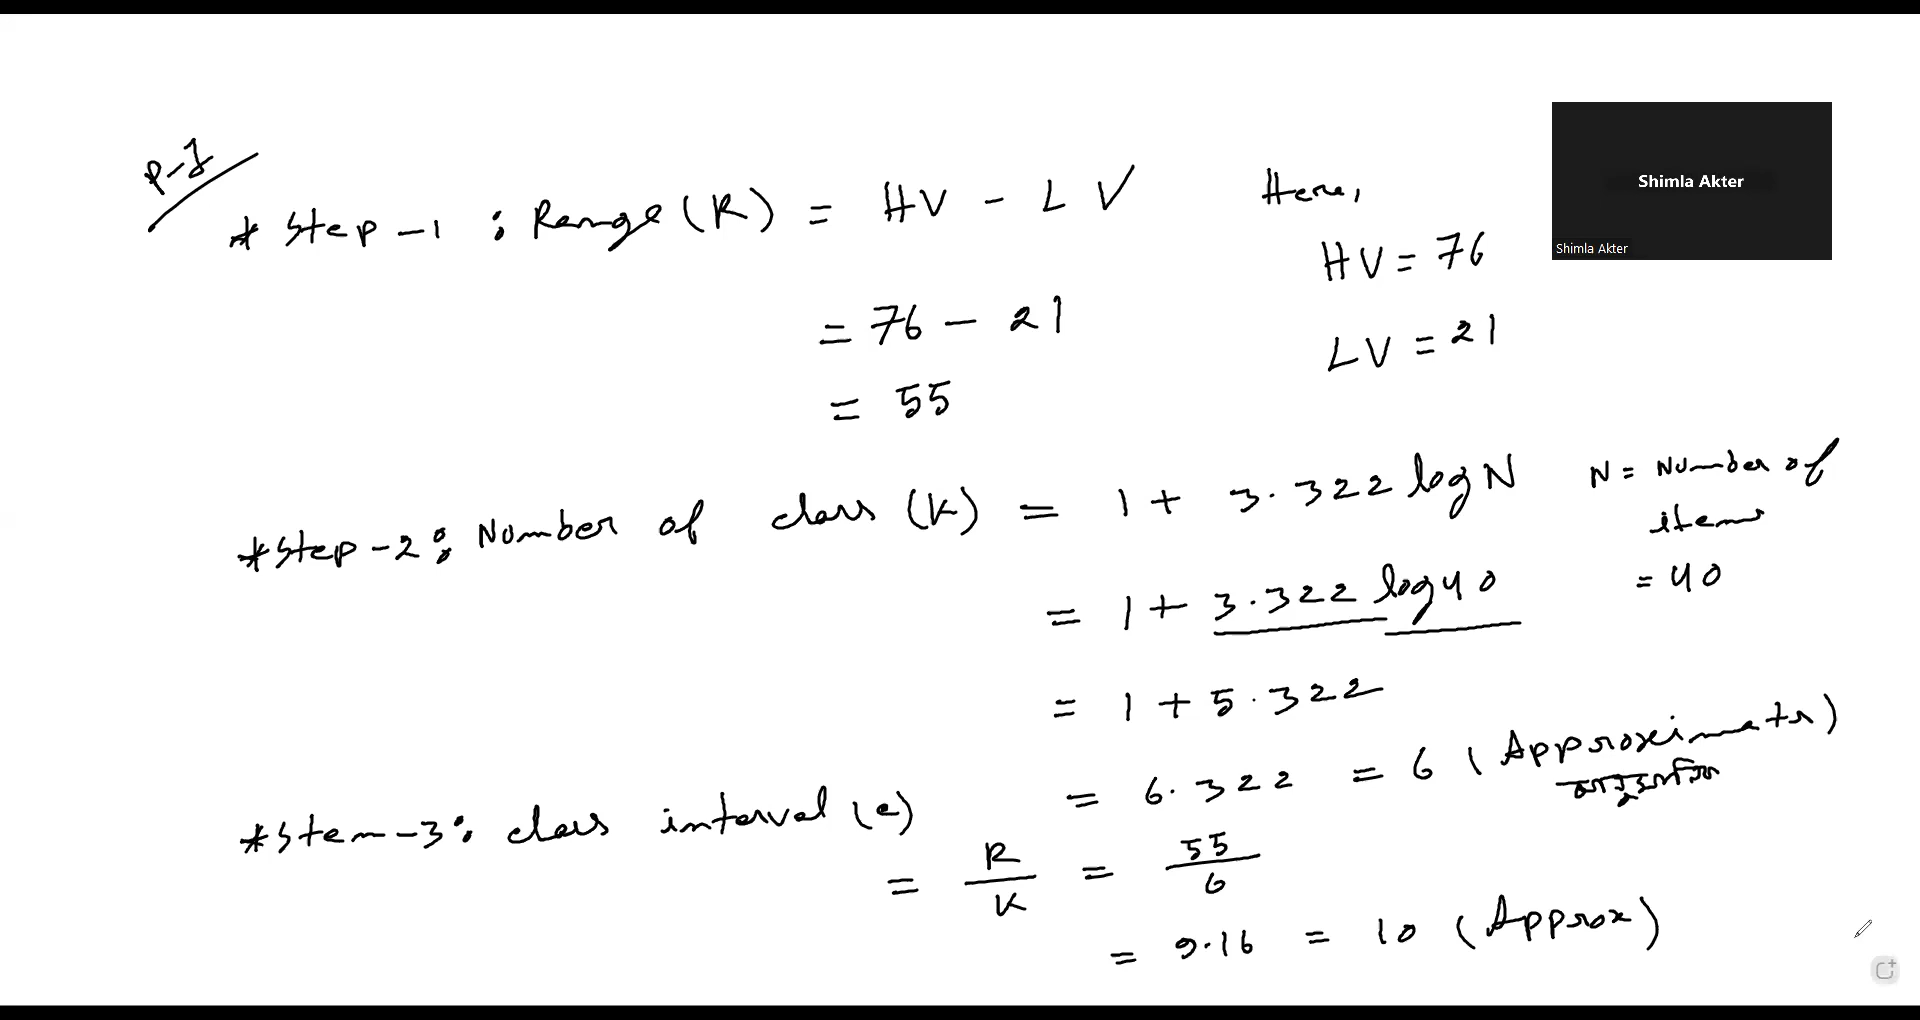 P-1
* Step-1 : Range (R) = HV - LV
= 76 - 21
= 55
Here,
HV = 76
LV = 21
Shimla Akter
Shimla Akter
* Step-2 : Number of class (K) = 1 + 3.322 log N
= 1 + 3.322 log 40
= 1 + 5.322
= 6.322 = 6 (Approximate)
N = Number of
items
= 40
* Stem-3 : class interval (c)
= R/K = 55/6
= 9.16 = 10 (Approx)